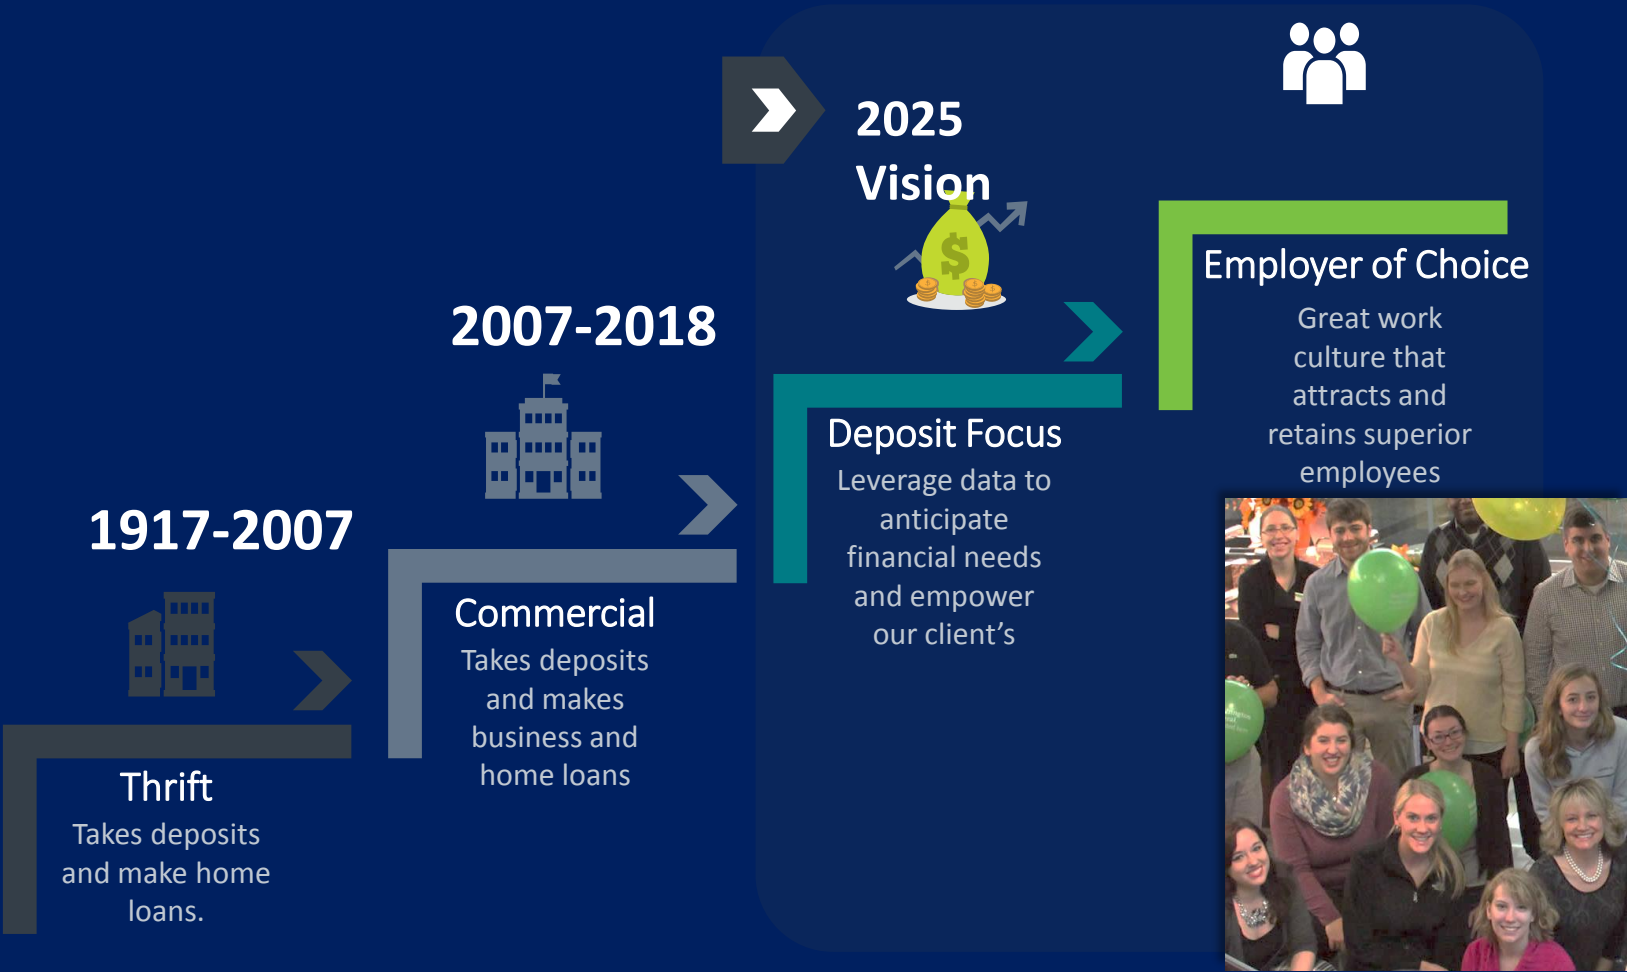 2025
Vision
$
Employer of Choice
Great work
culture that
attracts and
retains superior
employees
2007-2018
Deposit Focus
Leverage data to
anticipate
financial needs
and empower
our client’s
1917-2007
Commercial
Takes deposits
and makes
business and
home loans
Thrift
Takes deposits
and make home
loans.